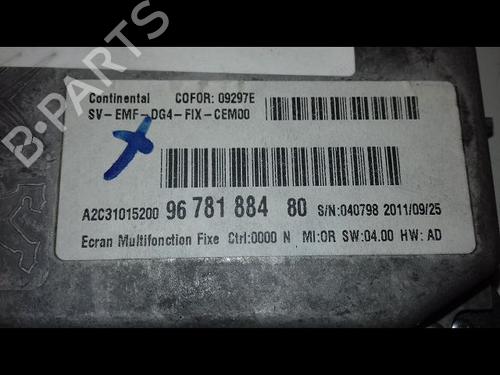 B-PARTS
Continental COFOR: 09297E
SV-EMF-DG4-FIX-CEM00
A2C31015200 96 781 884 80 S/N:040798 2011/09/25
Ecran Multifonction Fixe Ctrl:0000 N MI:OR SW:04.00 HW: AD